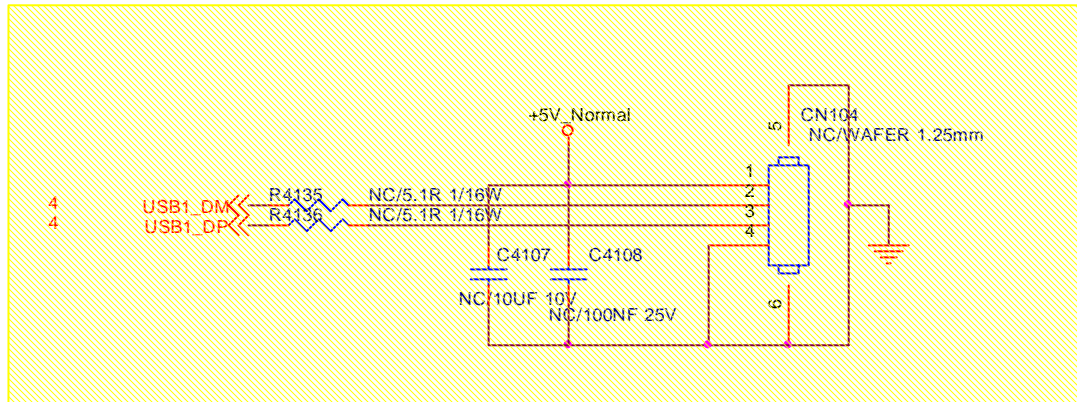 +5V_Normal
5
CN104
NC/WAFER 1.25mm
1
4 USB1_DM R4135 NC/5.1R 1/16W 2
4 USB1_DP R4136 NC/5.1R 1/16W 3
4
C4107 C4108
NC/10UF 10V
NC/100NF 25V
6